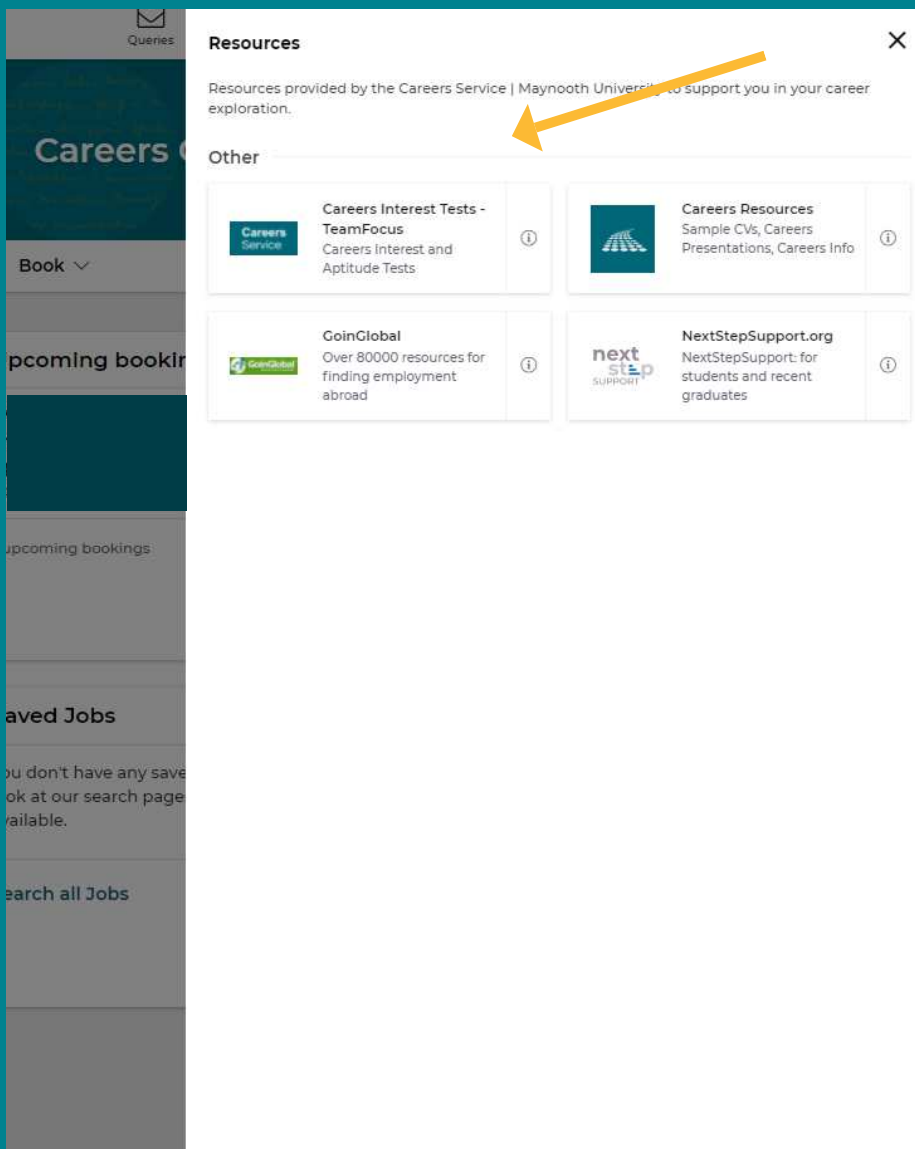 Queries
Careers
Book
pcoming bookin
upcoming bookings
aved Jobs
ou don't have any save
ok at our search page
vailable.
earch all Jobs
Resources
Resources provided by the Careers Service | Maynooth University to support you in your career
exploration.
Other
Careers
Service
Careers Interest Tests -
TeamFocus
Careers Interest and
Aptitude Tests
Careers Resources
Sample CVs, Careers
Presentations, Careers Info
GoinGlobal
GoinGlobal
Over 80000 resources for
finding employment
abroad
next
step
SUPPORT
NextStepSupport.org
NextStepSupport: for
students and recent
graduates